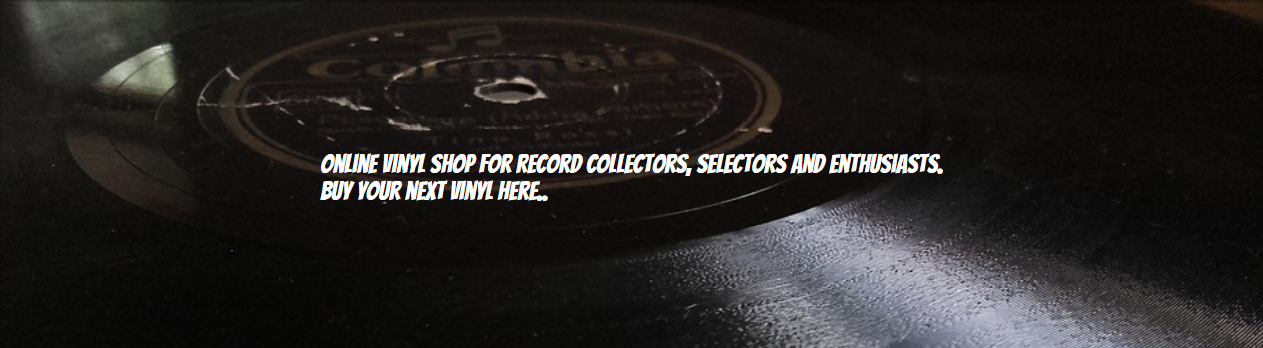 Columbia
ONLINE VINYL SHOP FOR RECORD COLLECTORS, SELECTORS AND ENTHUSIASTS.
BUY YOUR NEXT VINYL HERE..